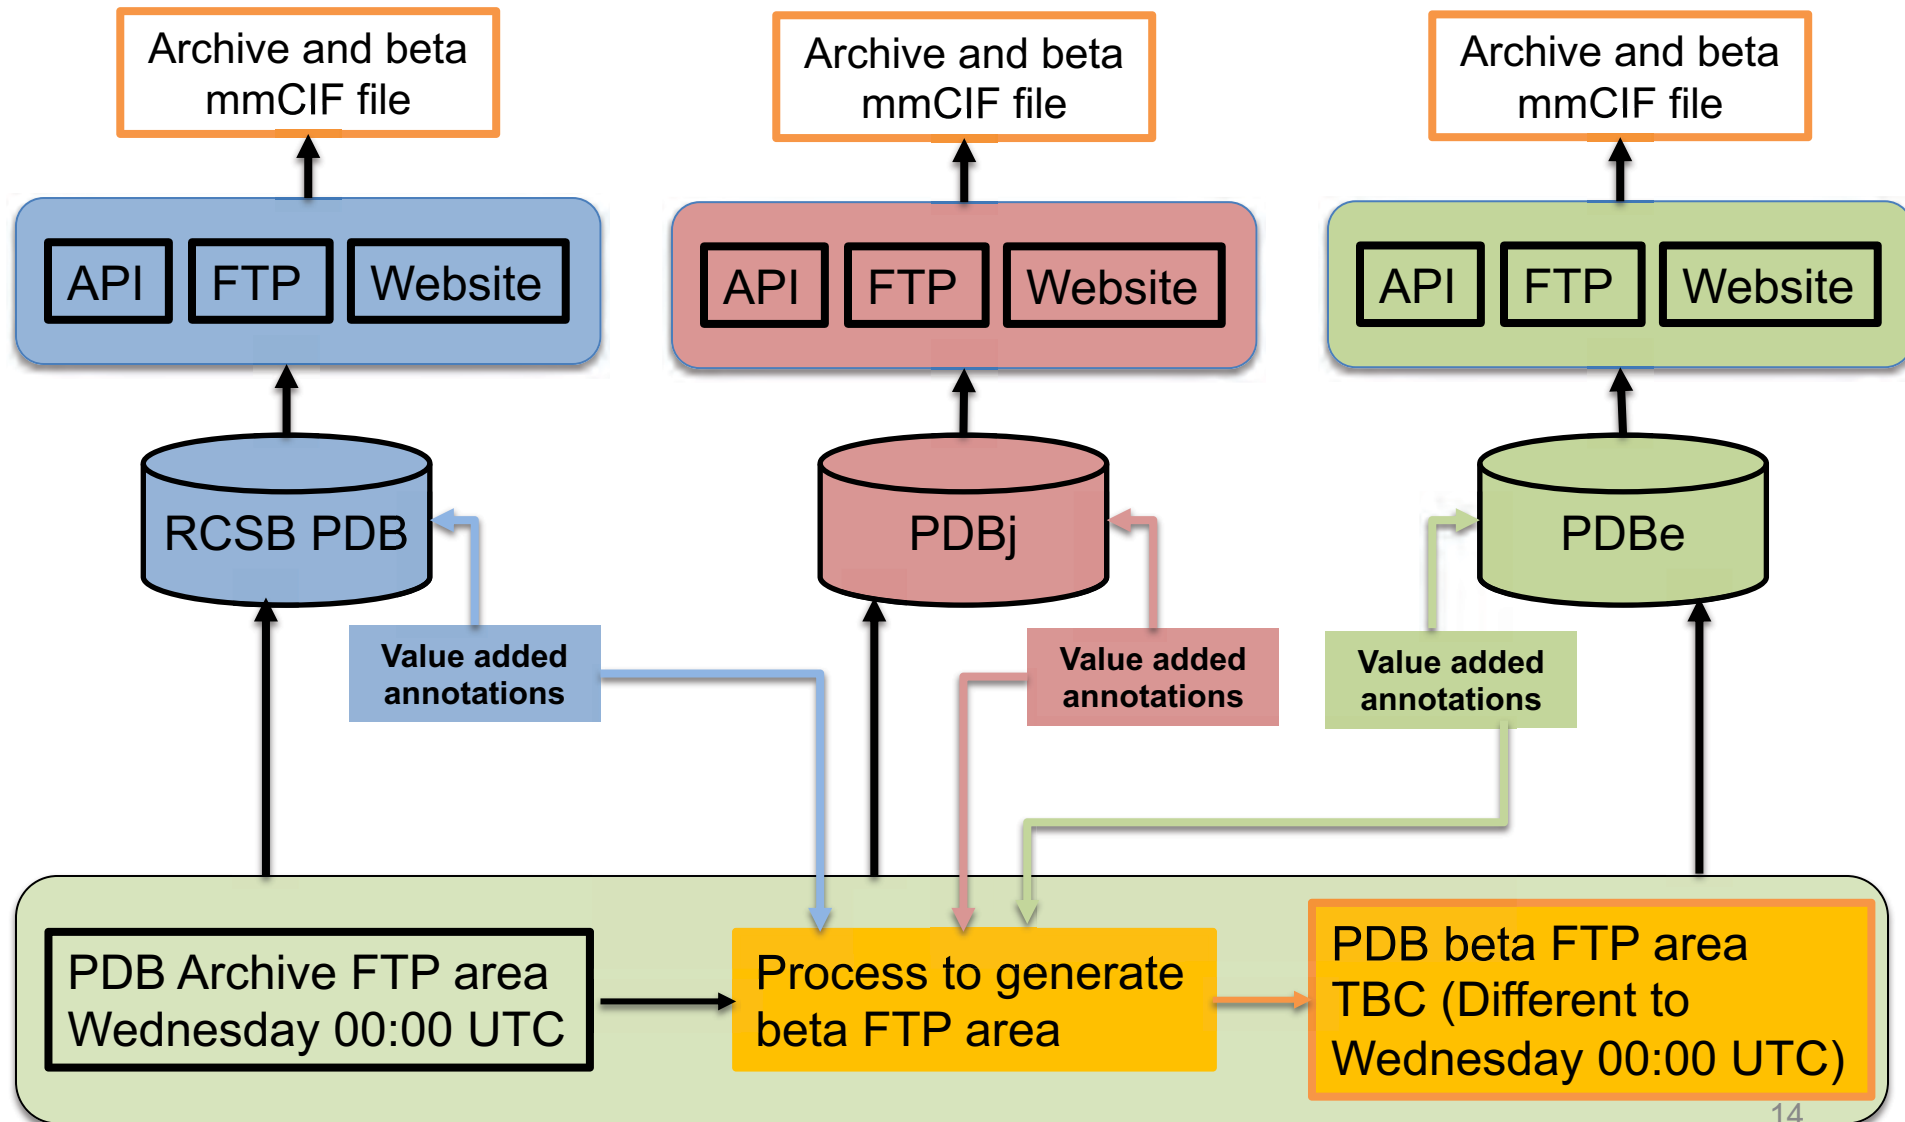 Archive and beta
mmCIF file
Archive and beta
mmCIF file
Archive and beta
mmCIF file
API
FTP
Website
API
FTP
Website
API
FTP
Website
RCSB PDB
PDBj
PDBe
Value added
annotations
Value added
annotations
Value added
annotations
PDB Archive FTP area
Wednesday 00:00 UTC
Process to generate
beta FTP area
PDB beta FTP area
TBC (Different to
Wednesday 00:00 UTC)
14